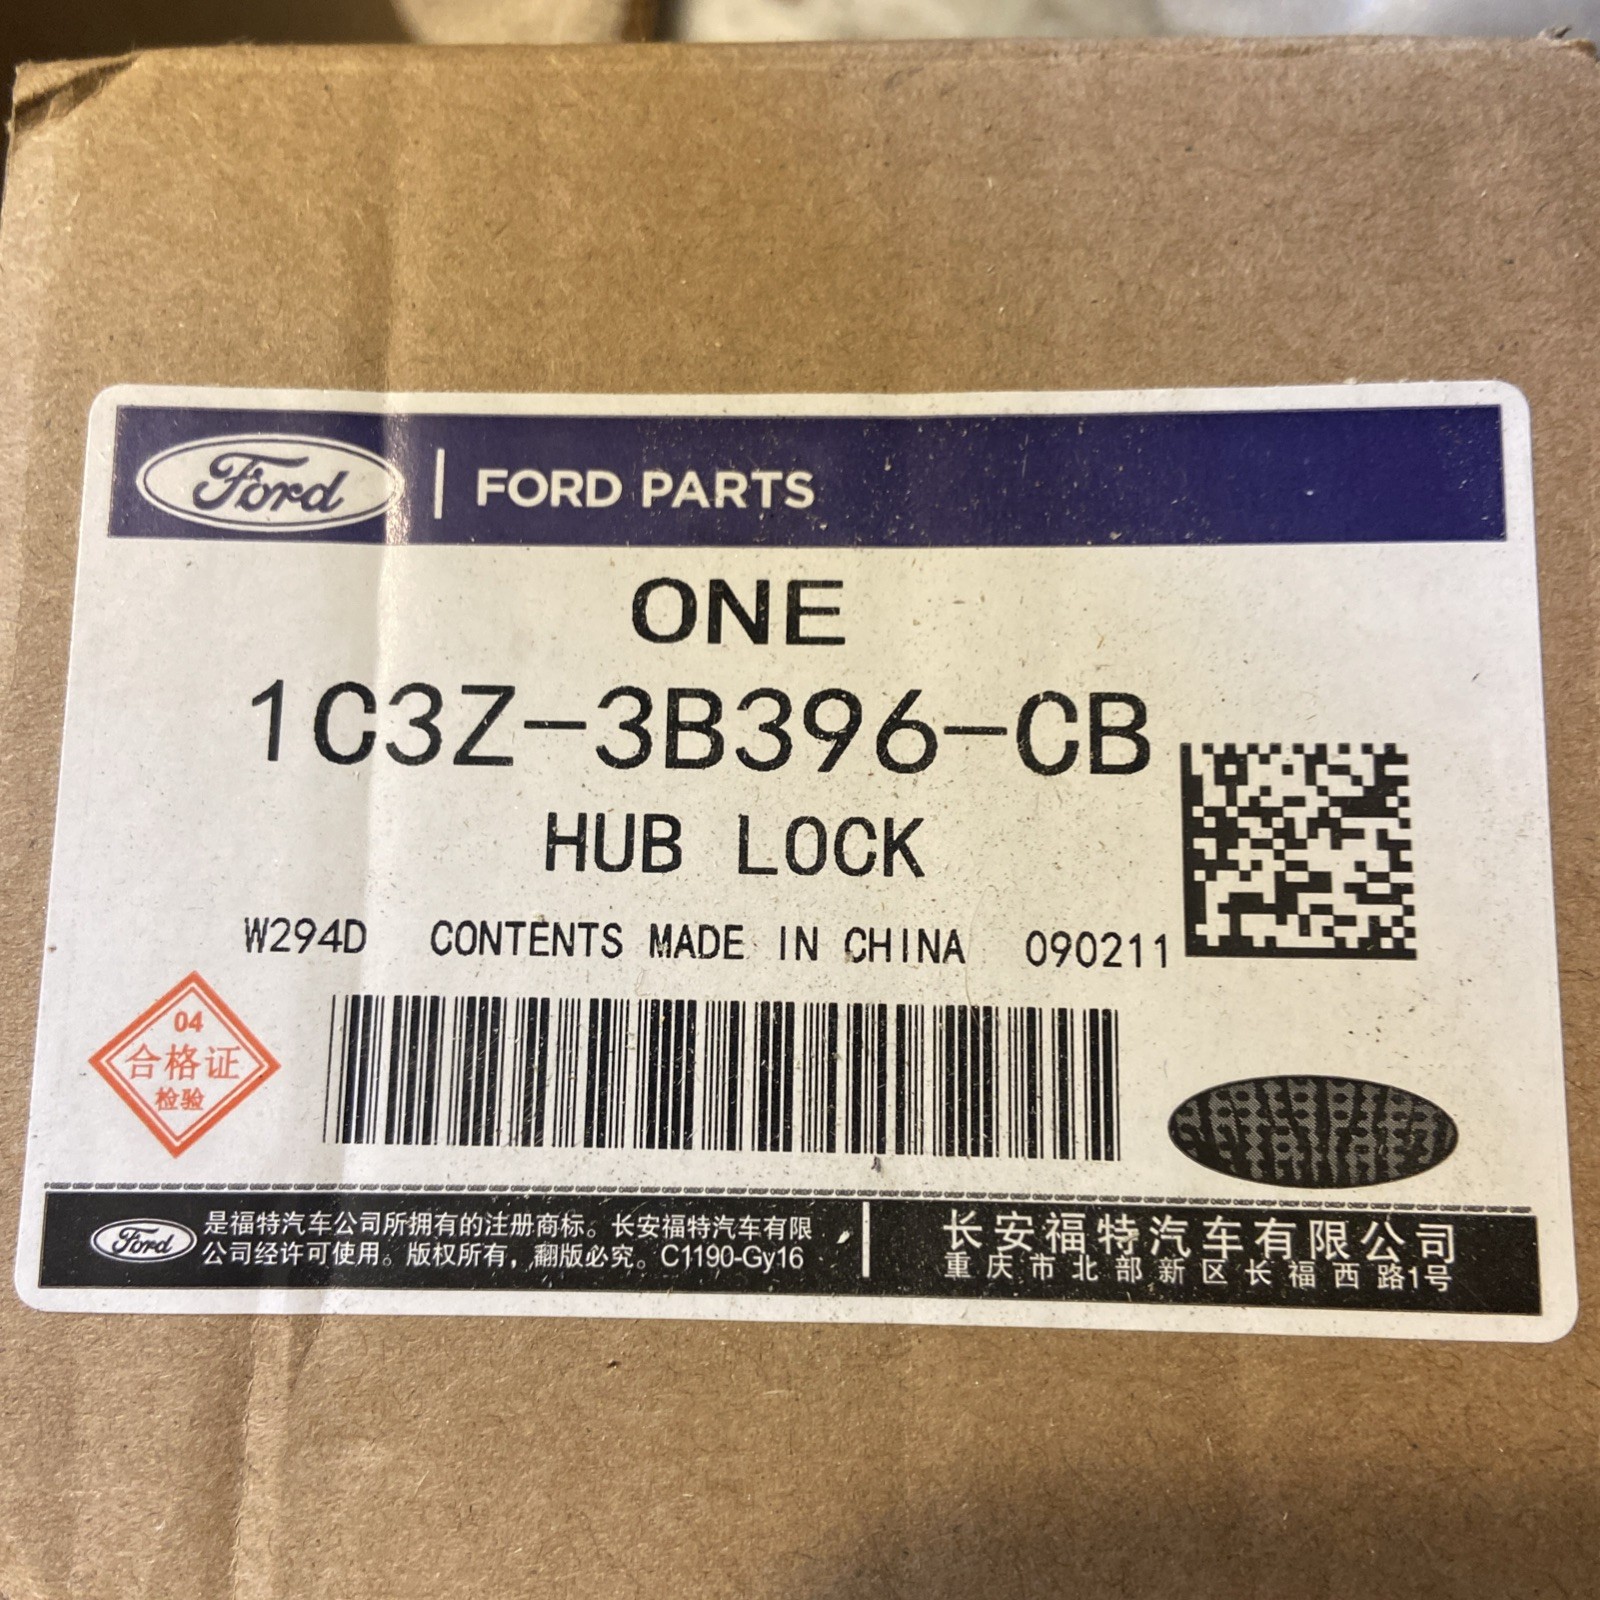 Ford FORD PARTS
ONE
1C3Z-3B396-CB
HUB LOCK
W294D CONTENTS MADE IN CHINA 090211
04
合格证
检验
Ford
是福特汽车公司所拥有的注册商标。长安福特汽车有限
公司经许可使用。版权所有，翻版必究。C1190-Gy16
长安福特汽车有限公司
重庆市北部新区长福西路1号